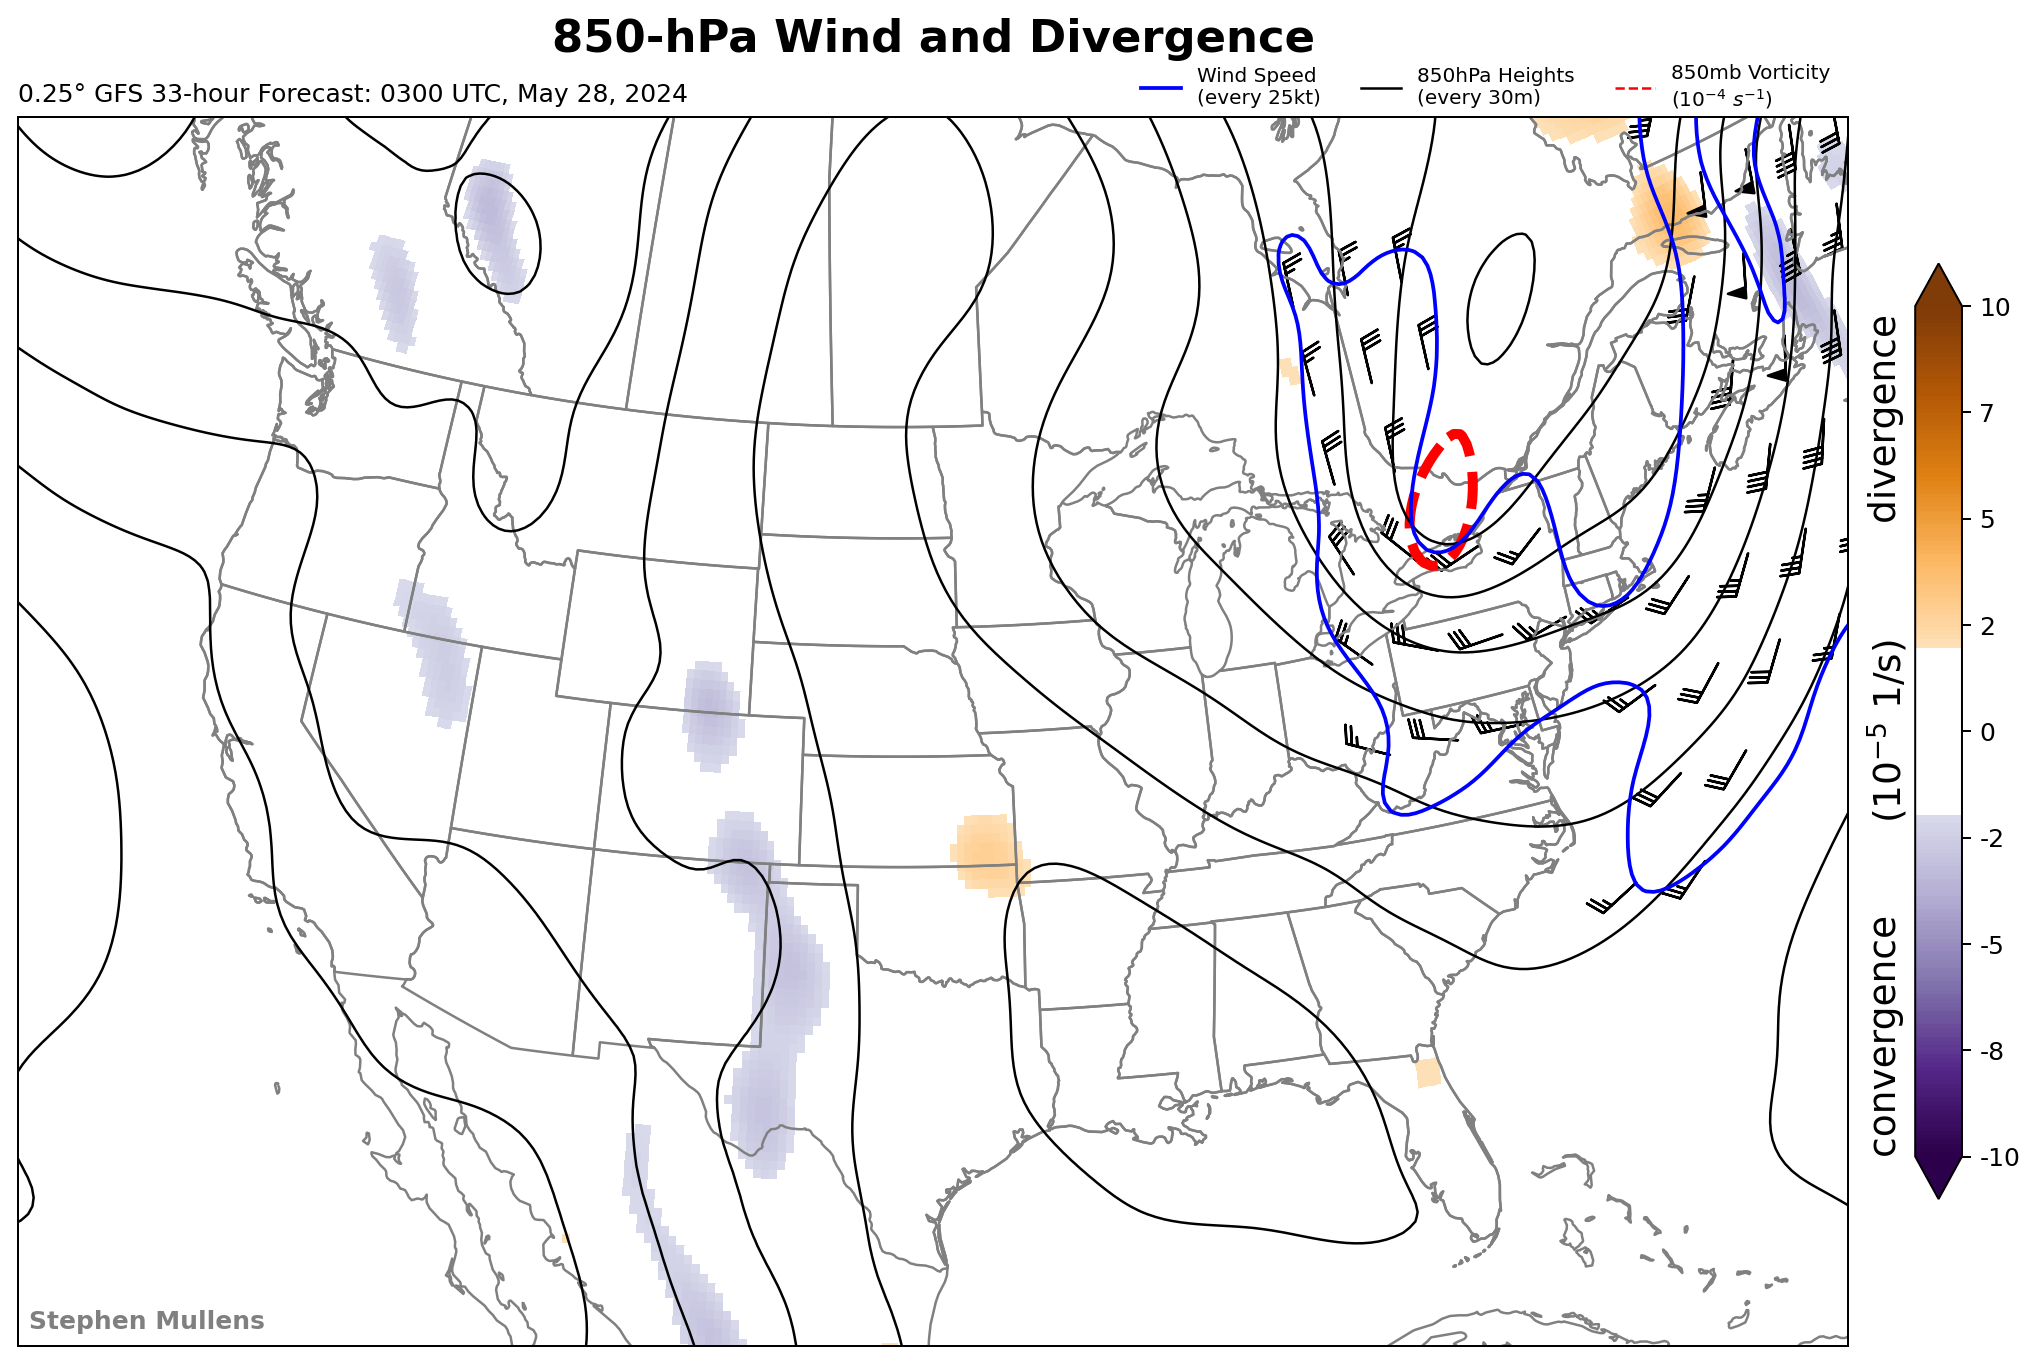 850-hPa Wind and Divergence
0.25° GFS 33-hour Forecast: 0300 UTC, May 28, 2024
Wind Speed
(every 25kt)
850hPa Heights
(every 30m)
850mb Vorticity
(10⁻⁴ s⁻¹)
10
7
5
2
0
-2
-5
-8
-10
convergence (10⁻⁵ 1/s) divergence
Stephen Mullens